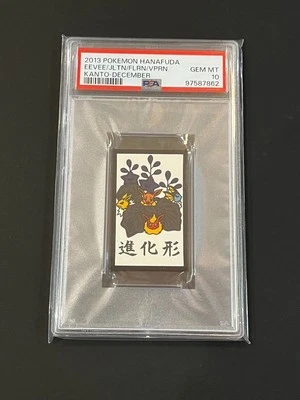 2013 POKEMON HANAFUDA
EEVEE/JLTN/FLRN/VPRN.
KANTO-DECEMBER
GEM MT
10
PSA
97587862
進化形